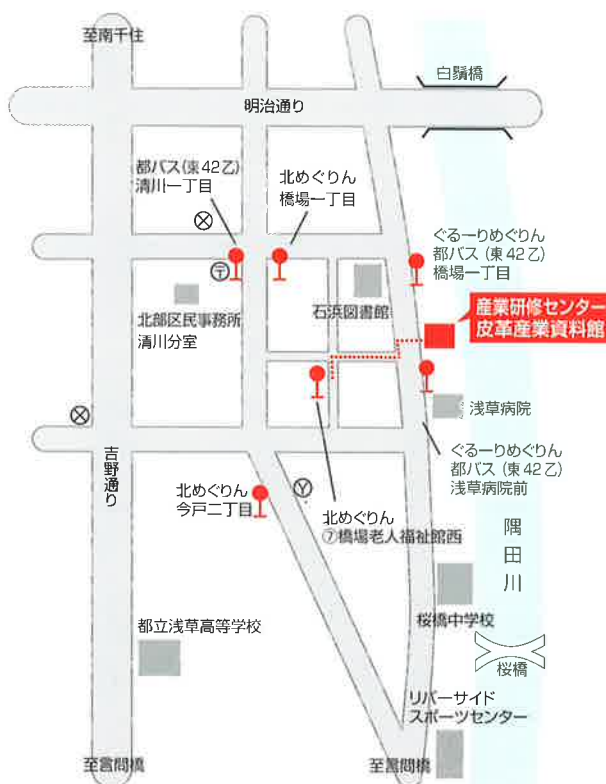 至南千住
白鬚橋
明治通り
都バス(東42乙)
清川一丁目
北めぐりん
橋場一丁目
ぐるーりめぐりん
都バス(東42乙)
橋場一丁目
石浜図書館
北部区民事務所
清川分室
産業研修センター
皮革産業資料館
浅草病院
ぐるーりめぐりん
都バス(東42乙)
浅草病院前
吉野通り
北めぐりん
今戸二丁目
北めぐりん
⑦橋場老人福祉館西
隅田川
桜橋中学校
都立浅草高等学校
桜橋
リバーサイド
スポーツセンター
至言問橋
至言問橋